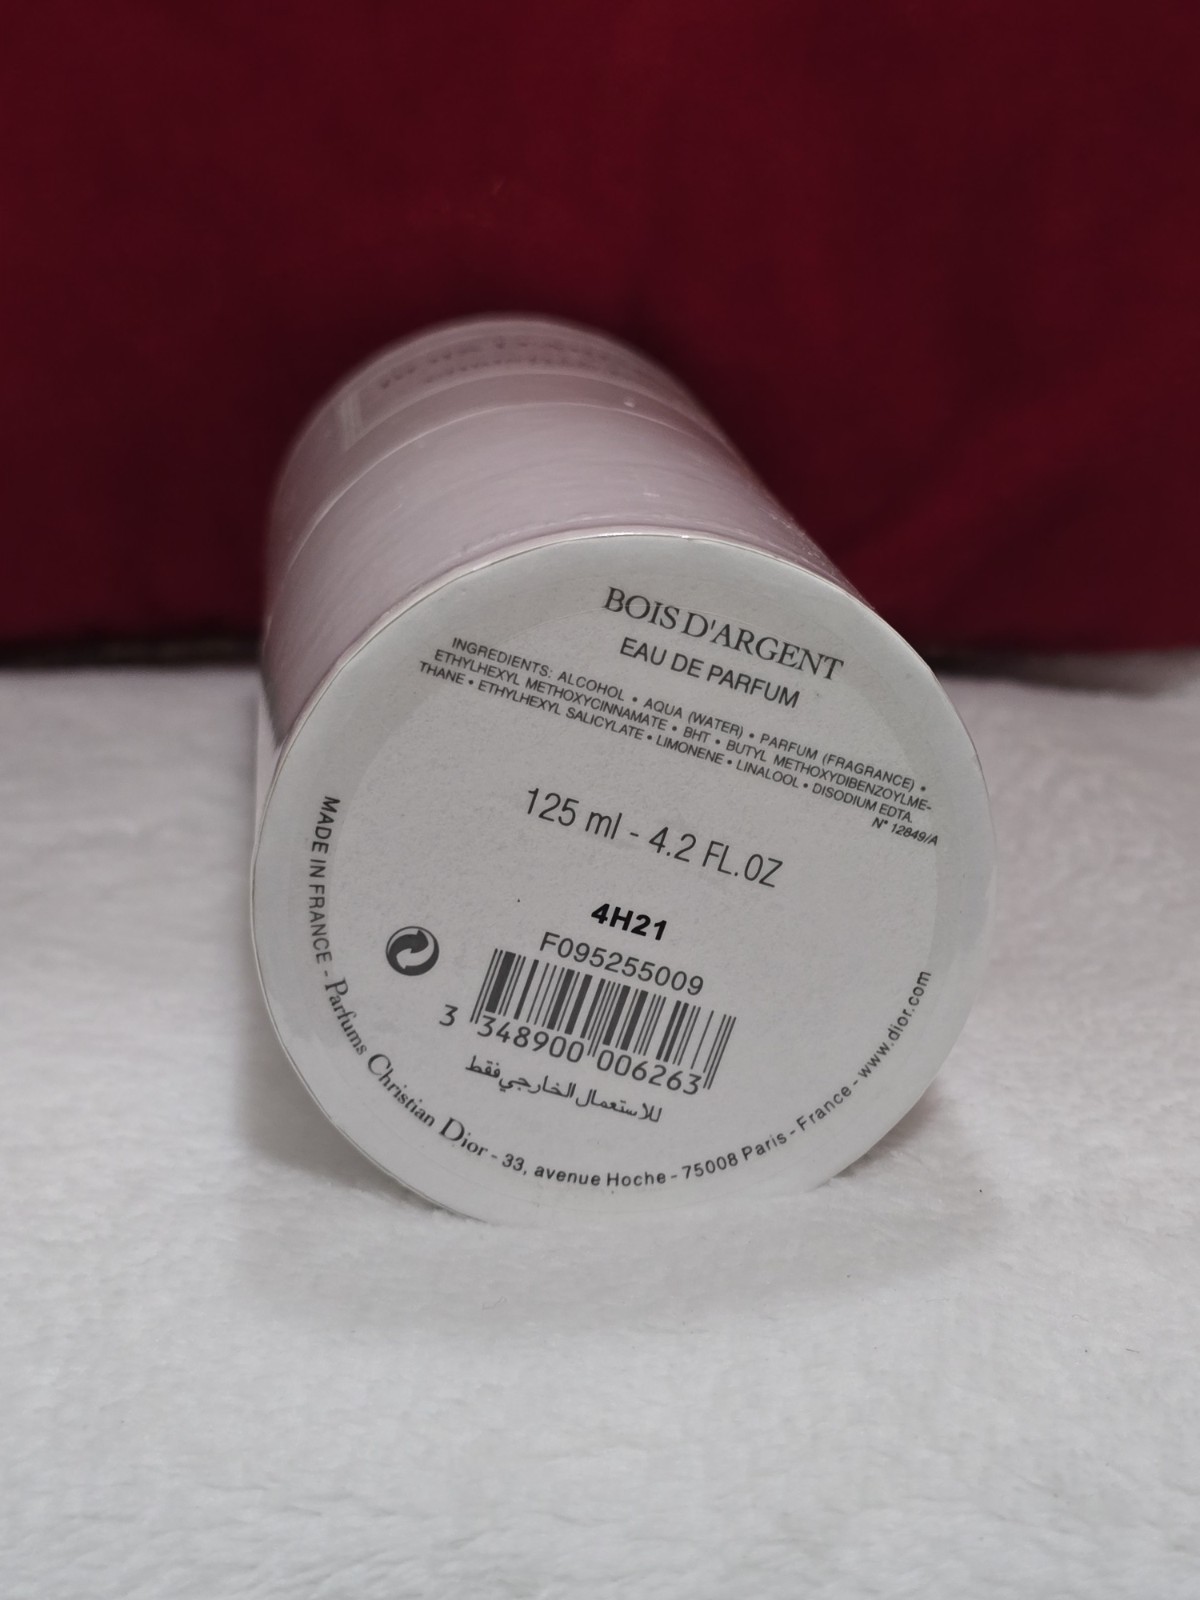 BOIS D'ARGENT
EAU DE PARFUM
INGREDIENTS: ALCOHOL • AQUA (WATER) • PARFUM (FRAGRANCE) •
ETHYLHEXYL METHOXYCINNAMATE • BHT • BUTYL METHOXYDIBENZOYLME-
THANE • ETHYLHEXYL SALICYLATE • LIMONENE • LINALOOL • DISODIUM EDTA.
N° 12849/A
125 ml - 4.2 FL.OZ
4H21
F095255009
3 348900 006263
للاستعمال الخارجي فقط
MADE IN FRANCE - Parfums Christian Dior - 33, avenue Hoche - 75008 Paris - France - www.dior.com